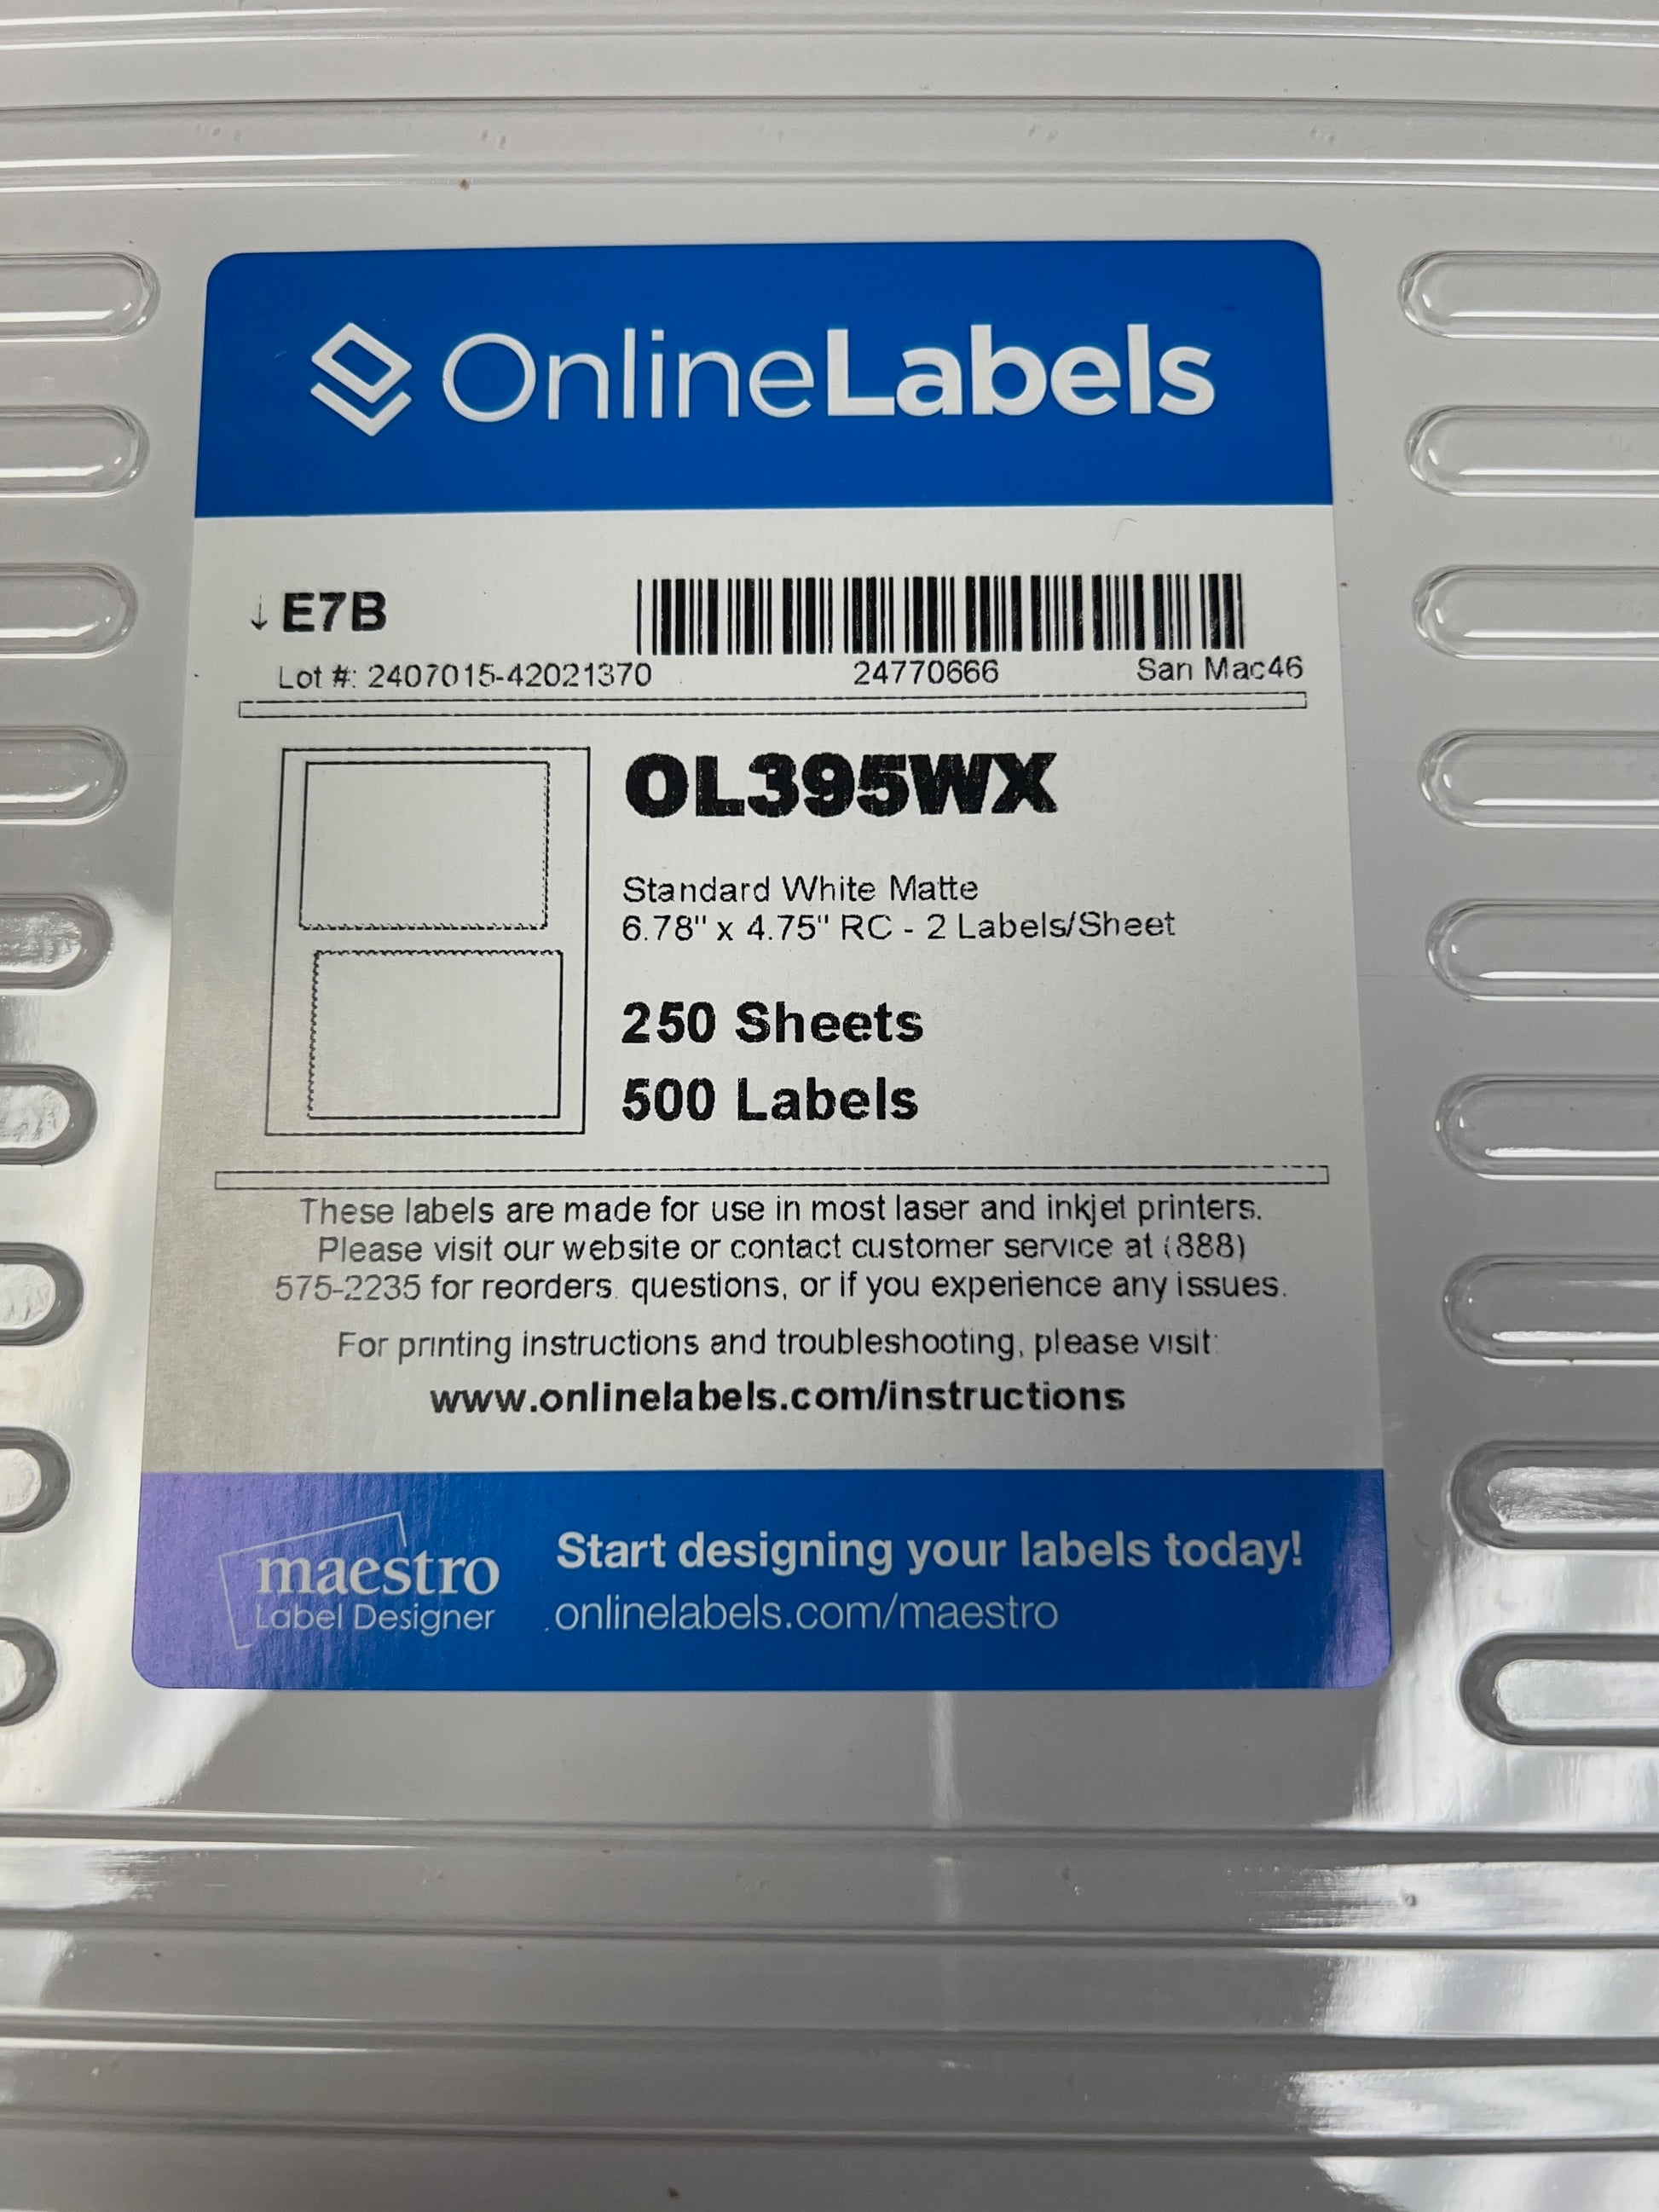 OnlineLabels
↓ E7B
Lot #: 2407015-42021370 24770666 San Mac46
OL395WX
Standard White Matte
6.78" x 4.75" RC - 2 Labels/Sheet
250 Sheets
500 Labels
These labels are made for use in most laser and inkjet printers.
Please visit our website or contact customer service at (888)
575-2235 for reorders, questions, or if you experience any issues.
For printing instructions and troubleshooting, please visit:
www.onlinelabels.com/instructions
maestro
Label Designer
Start designing your labels today!
onlinelabels.com/maestro